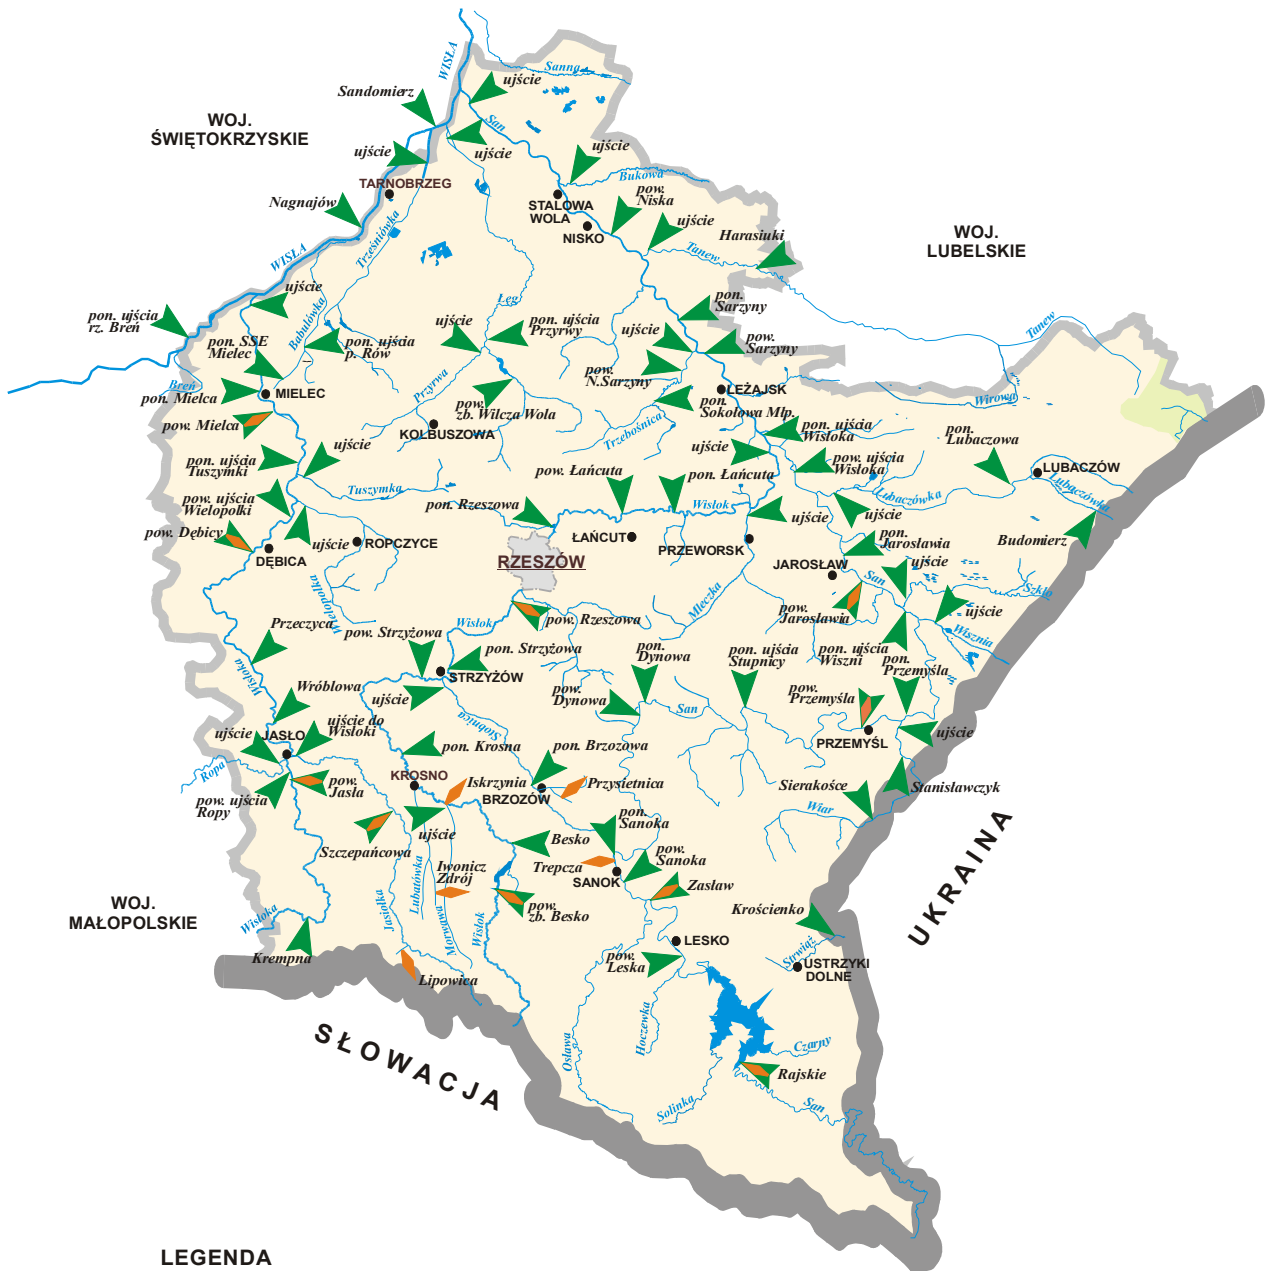 WISŁA
Sanna
ujście
Sandomierz
WOJ.
ŚWIĘTOKRZYSKIE
San
ujście
ujście
ujście
TARNOBRZEG
Bukowa
pow.
Niska
Nagnajów
STALOWA
WOLA
NISKO
ujście
Harasiuki
WOJ.
LUBELSKIE
Trześniówka
WISŁA
Tanew
ujście
Łęg
pon.
Sarzyny
pon. ujścia
rz. Breń
Babulówka
pon. SSE
Mielec
pon. ujścia
p. Rów
ujście
pon. ujścia
Przyrwy
ujście
pow.
Sarzyny
Tanew
Breń
pon. Mielca
MIELEC
Przyrwa
pow.
N.Sarzyny
LEŻAJSK
Wirowa
pow. Mielca
pow.
zb. Wilcza Wola
KOLBUSZOWA
Trzebośnica
pon.
Sokołowa Młp.
pon. ujścia
Wisłoka
pon.
Lubaczowa
ujście
ujście
pon. ujścia
Tuszymki
pow. Łańcuta
pon. Łańcuta
pow. ujścia
Wisłoka
LUBACZÓW
Lubaczówka
Lubaczówka
Tuszymka
pow. ujścia
Wielopolki
pon. Rzeszowa
Wisłok
ujście
ujście
pow. Dębicy
ujście
ROPCZYCE
ŁAŃCUT
PRZEWORSK
Budomierz
DĘBICA
RZESZÓW
pon.
Jarosławia
JAROSŁAW
ujście
San
Szkło
Wielopolka
Mleczka
pow.
Jarosławia
ujście
Przeczyca
Wisłok
pow. Rzeszowa
Wisznia
pow. Strzyżowa
pon. Strzyżowa
pon.
Dynowa
pon. ujścia
Stupnicy
pon. ujścia
Wiszni
pon.
Przemyśla
Wisłoka
STRZYŻÓW
Wróblowa
ujście
pow.
Dynowa
pow.
Przemyśla
Stobnica
San
ujście do
Wisłoki
ujście
JASŁO
PRZEMYŚL
ujście
pon. Krosna
pon. Brzozowa
Ropa
pow.
Jasła
KROSNO
Iskrzynia
BRZOZÓW
Przysietnica
Sierakośce
Stanisławczyk
pow. ujścia
Ropy
Wiar
ujście
pon.
Sanoka
Szczepańcowa
Besko
UKRAINA
Iwonicz
Zdrój
Trepcza
SANOK
pow.
Sanoka
Zasław
WOJ.
MAŁOPOLSKIE
Wisłoka
Jasiołka
Lubatówka
Morwawa
Wisłok
pow.
zb. Besko
Krościenko
LESKO
Strwiąż
Krempna
pow.
Leska
USTRZYKI
DOLNE
Lipowica
Hoczewka
SŁOWACJA
Osława
Czarny
Rajskie
Solinka
San
LEGENDA